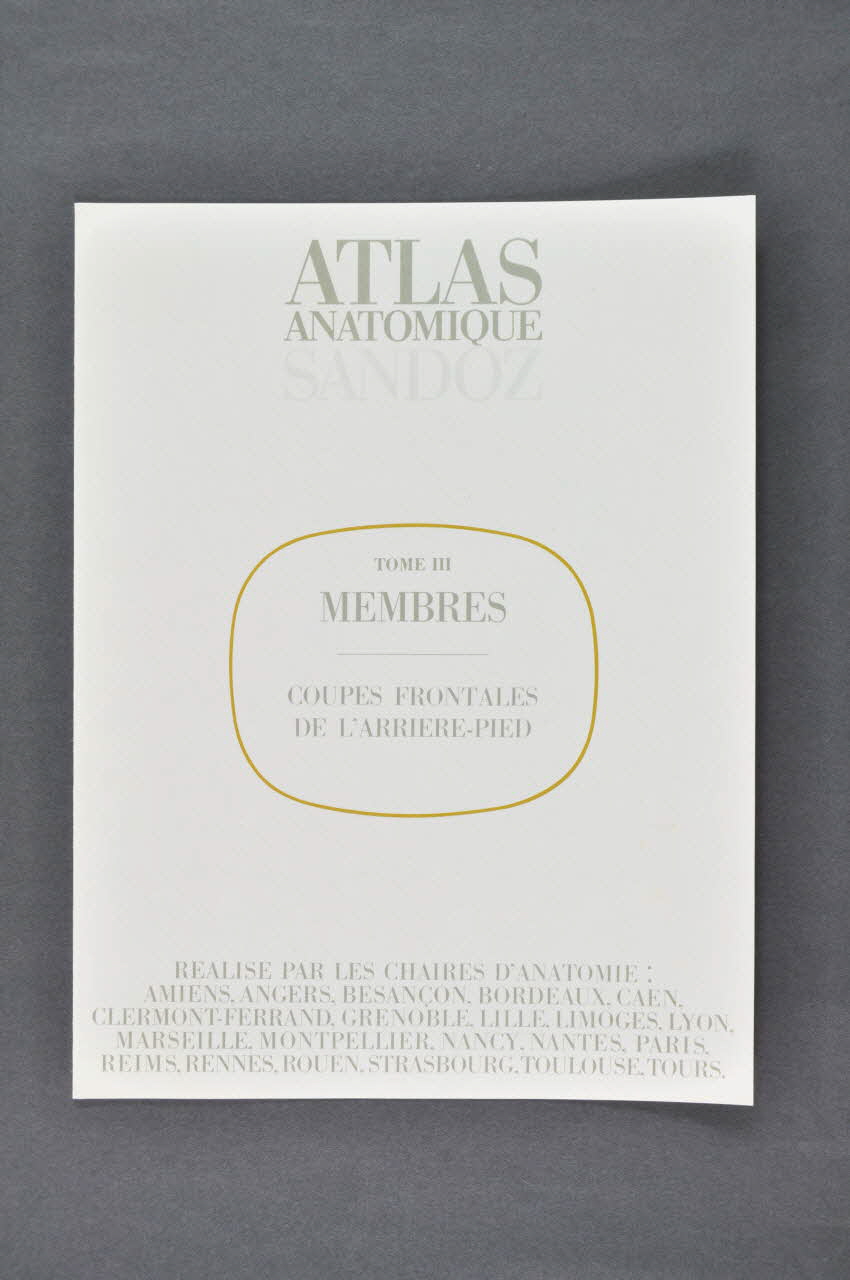 ATLAS
ANATOMIQUE
SANDOZ
TOME III
MEMBRES
COUPES FRONTALES
DE L'ARRIERE-PIED
REALISE PAR LES CHAIRES D'ANATOMIE :
AMIENS, ANGERS, BESANÇON, BORDEAUX, CAEN,
CLERMONT-FERRAND, GRENOBLE, LILLE, LIMOGES, LYON,
MARSEILLE, MONTPELLIER, NANCY, NANTES, PARIS,
REIMS, RENNES, ROUEN, STRASBOURG, TOULOUSE, TOURS.